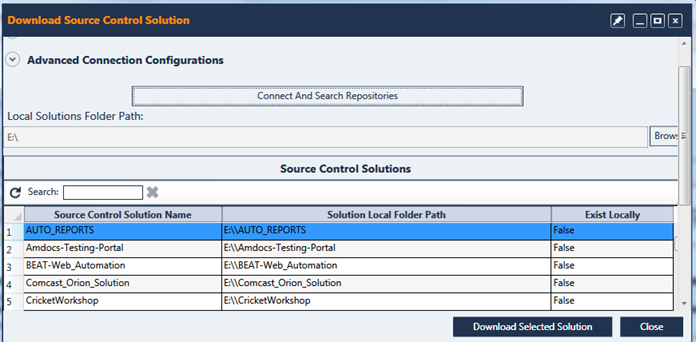 Download Source Control Solution
Advanced Connection Configurations
Connect And Search Repositories
Local Solutions Folder Path:
E:\
Brows
Source Control Solutions
Search:
Source Control Solution Name Solution Local Folder Path Exist Locally
1 AUTO_REPORTS E:\\AUTO_REPORTS False
2 Amdocs-Testing-Portal E:\\Amdocs-Testing-Portal False
3 BEAT-Web_Automation E:\\BEAT-Web_Automation False
4 Comcast_Orion_Solution E:\\Comcast_Orion_Solution False
5 CricketWorkshop E:\\CricketWorkshop False
Download Selected Solution Close